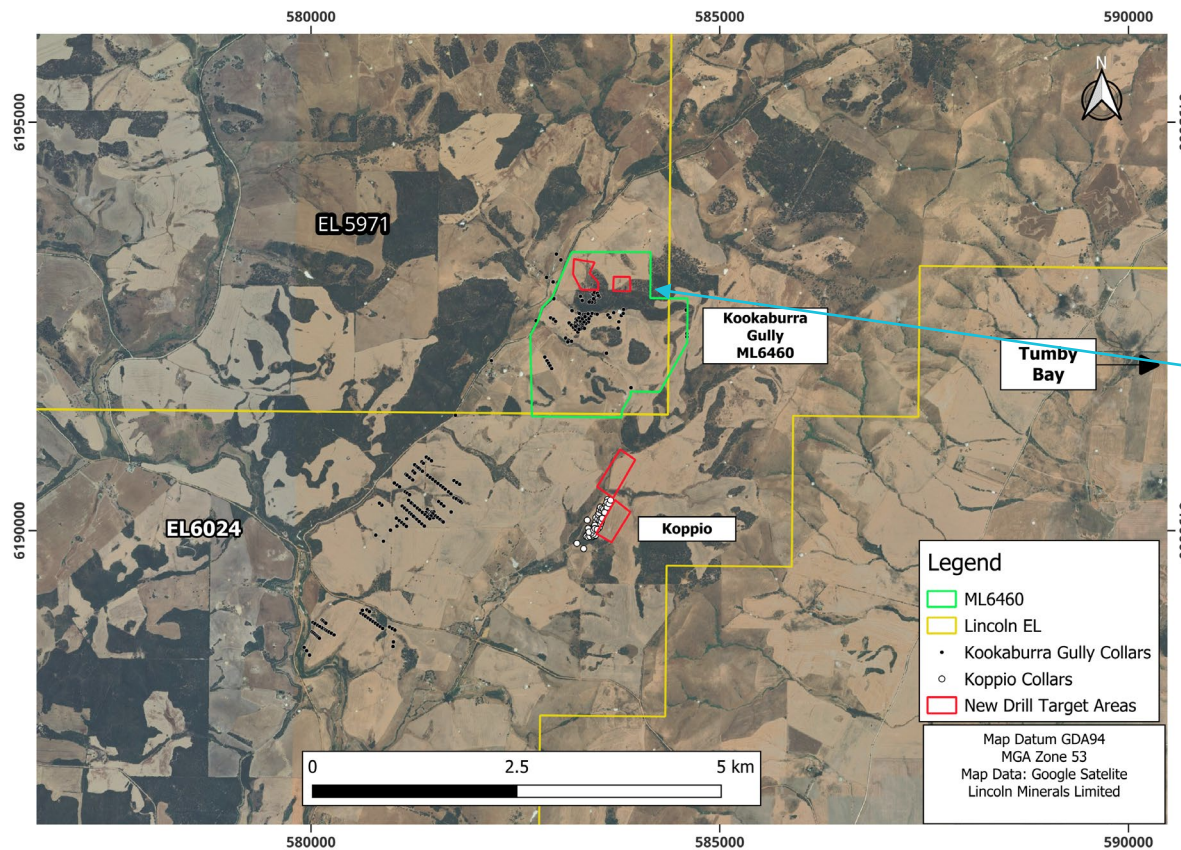 580000
585000
590000
N
6195000
EL 5971
Kookaburra
Gully
ML6460
Tumby
Bay
EL6024
6190000
Koppio
Legend
ML6460
Lincoln EL
Kookaburra Gully Collars
Koppio Collars
New Drill Target Areas
Map Datum GDA94
MGA Zone 53
Map Data: Google Satelite
Lincoln Minerals Limited
0
2.5
5 km
580000
585000
590000